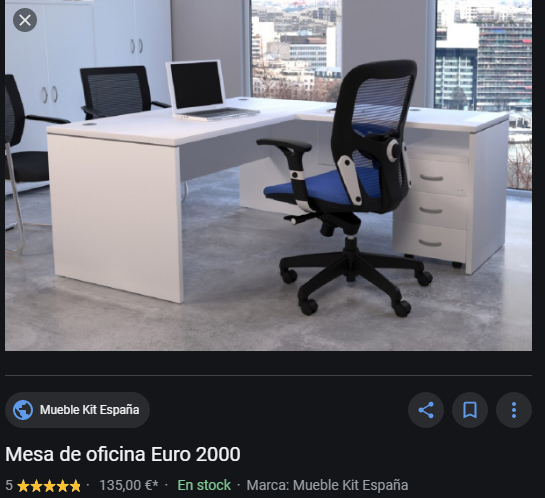 Mueble Kit España
Mesa de oficina Euro 2000
5 · 135,00 €* · En stock · Marca: Mueble Kit España